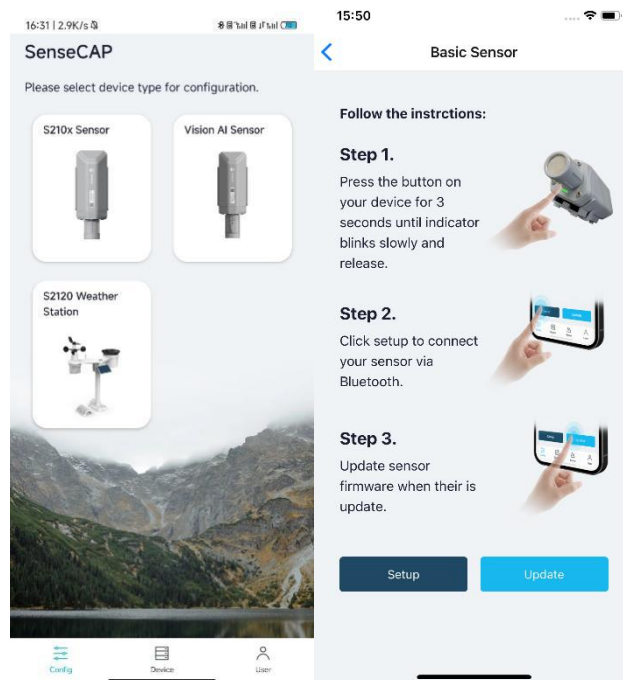 16:31 | 2.9K/s
SenseCAP
Please select device type for configuration.
S210x Sensor
Vision AI Sensor
S2120 Weather
Station
Config
Device
User
15:50
Basic Sensor
Follow the instrctions:
Step 1.
Press the button on
your device for 3
seconds until indicator
blinks slowly and
release.
Step 2.
Click setup to connect
your sensor via
Bluetooth.
Step 3.
Update sensor
firmware when their is
update.
Setup
Update